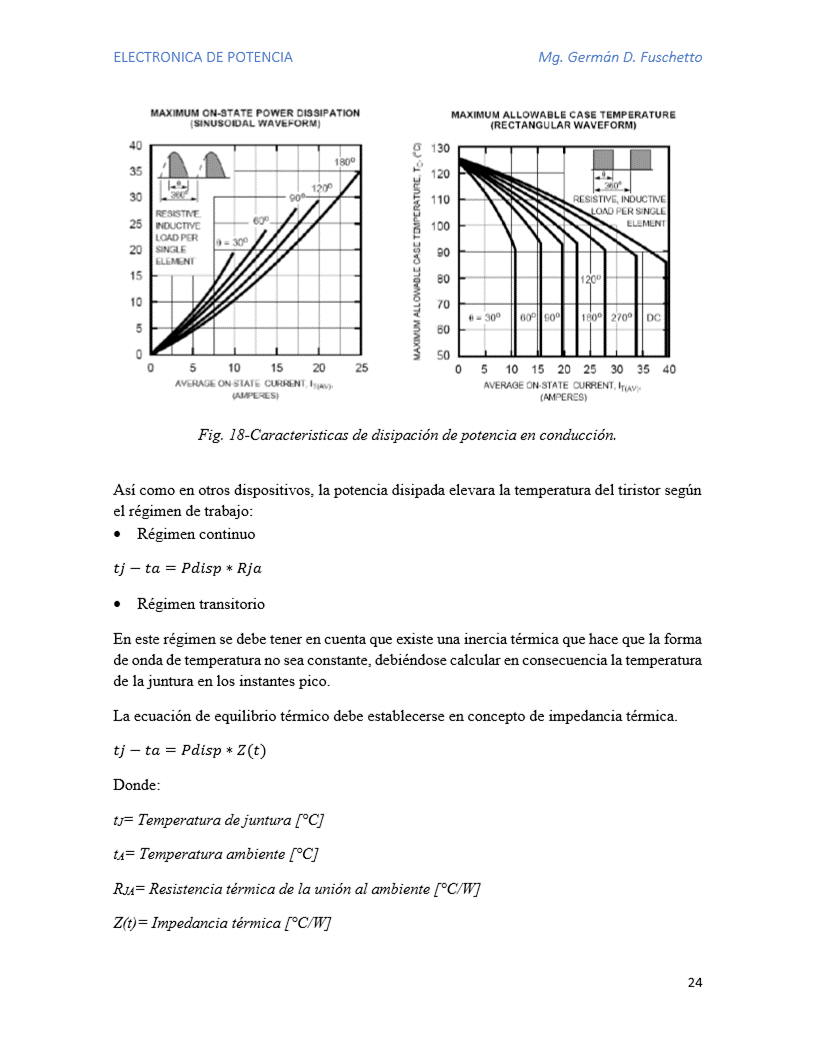 ELECTRONICA DE POTENCIA
Mg. Germán D. Fuschetto
MAXIMUM ON-STATE POWER DISSIPATION
(SINUSOIDAL WAVEFORM)
40
35
30
25
20
15
10
5
0
θ
360°
RESISTIVE,
INDUCTIVE
LOAD PER
SINGLE
ELEMENT
θ = 30°
60°
90°
120°
180°
0 5 10 15 20 25
AVERAGE ON-STATE CURRENT, IT(AV),
(AMPERES)
MAXIMUM ALLOWABLE CASE TEMPERATURE
(RECTANGULAR WAVEFORM)
MAXIMUM ALLOWABLE CASE TEMPERATURE, TC, (°C)
130
120
110
100
90
80
70
60
50
θ
360°
RESISTIVE, INDUCTIVE
LOAD PER SINGLE
ELEMENT
120°
θ = 30° 60° 90° 180° 270° DC
0 5 10 15 20 25 30 35 40
AVERAGE ON-STATE CURRENT, IT(AV),
(AMPERES)
Fig. 18-Caracteristicas de disipación de potencia en conducción.
Así como en otros dispositivos, la potencia disipada elevara la temperatura del tiristor según
el régimen de trabajo:
• Régimen continuo
tj − ta = Pdisp ∗ Rja
• Régimen transitorio
En este régimen se debe tener en cuenta que existe una inercia térmica que hace que la forma
de onda de temperatura no sea constante, debiéndose calcular en consecuencia la temperatura
de la juntura en los instantes pico.
La ecuación de equilibrio térmico debe establecerse en concepto de impedancia térmica.
tj − ta = Pdisp ∗ Z(t)
Donde:
tJ= Temperatura de juntura [°C]
tA= Temperatura ambiente [°C]
RJA= Resistencia térmica de la unión al ambiente [°C/W]
Z(t)= Impedancia térmica [°C/W]
24